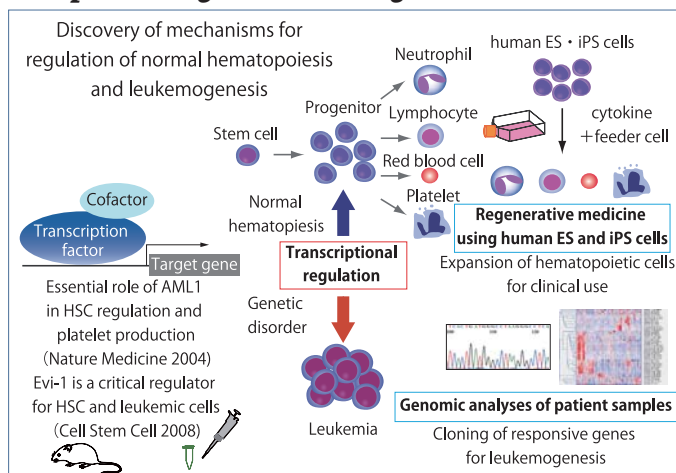 Discovery of mechanisms for
regulation of normal hematopoiesis
and leukemogenesis
Stem cell
Progenitor
Neutrophil
Lymphocyte
Red blood cell
Platelet
human ES・iPS cells
cytokine
+feeder cell
Regenerative medicine
using human ES and iPS cells
Expansion of hematopoietic cells
for clinical use
Cofactor
Transcription
factor
Target gene
Normal
hematopiesis
Transcriptional
regulation
Genetic
disorder
Leukemia
Essential role of AML1
in HSC regulation and
platelet production
(Nature Medicine 2004)
Evi-1 is a critical regulator
for HSC and leukemic cells
(Cell Stem Cell 2008)
Genomic analyses of patient samples
Cloning of responsive genes
for leukemogenesis